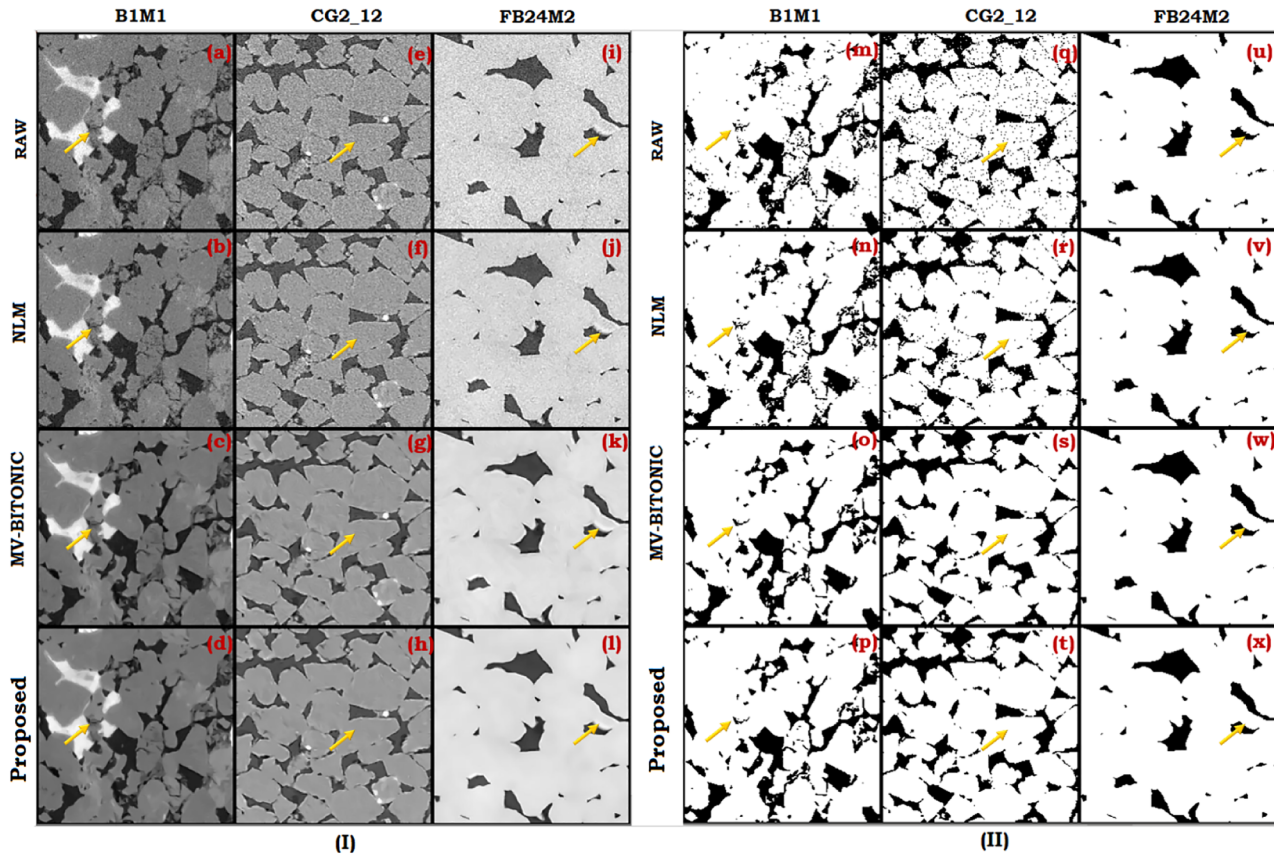 B1M1 CG2_12 FB24M2 B1M1 CG2_12 FB24M2
RAW (a) (e) (i) RAW (m) (q) (u)
NLM (b) (f) (j) NLM (n) (r) (v)
MV-BITONIC (c) (g) (k) MV-BITONIC (o) (s) (w)
Proposed (d) (h) (l) Proposed (p) (t) (x)
(I) (II)